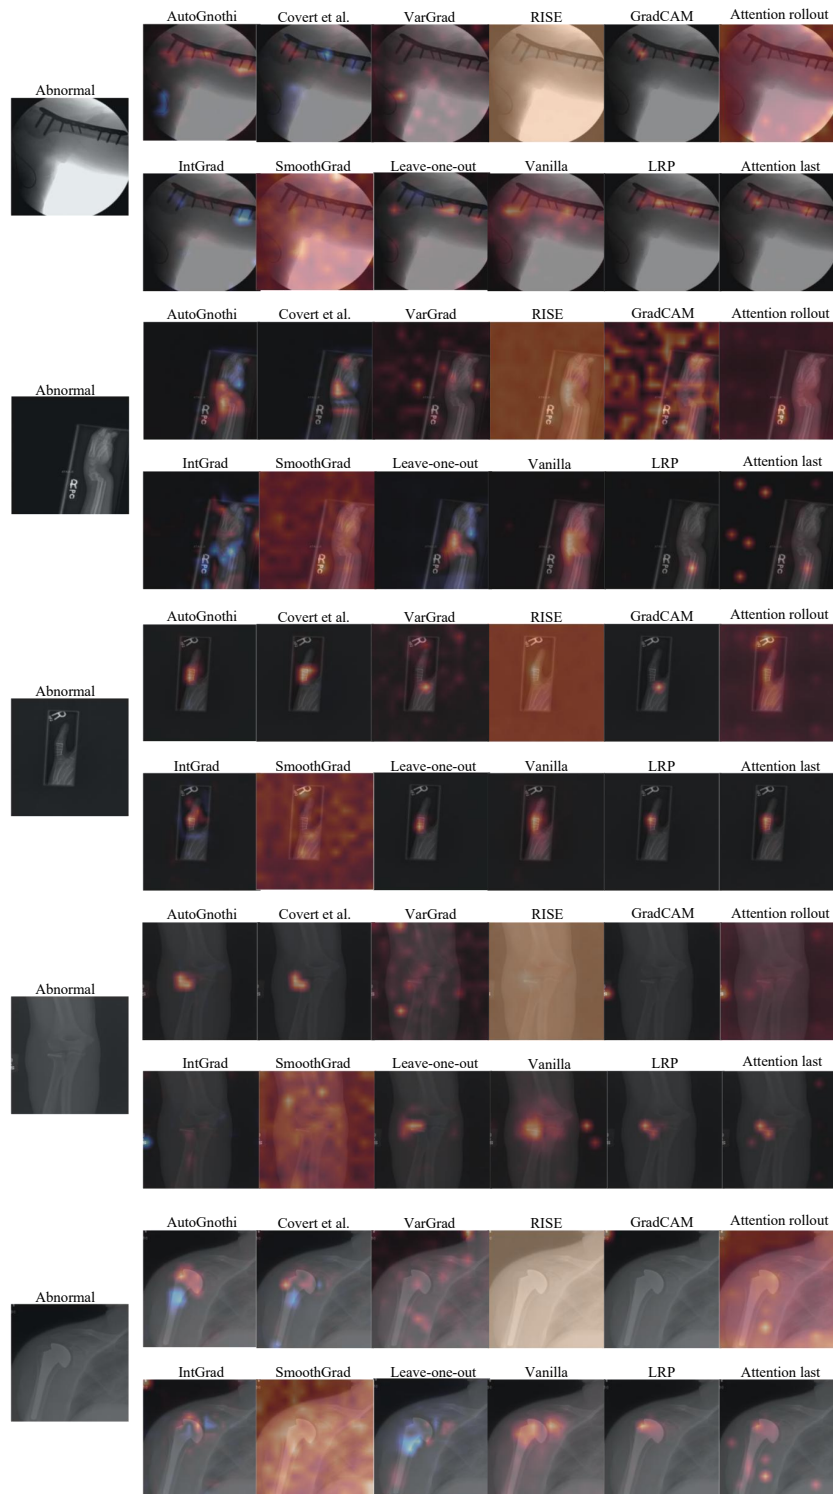 AutoGnothi Covert et al. VarGrad RISE GradCAM Attention rollout
Abnormal
IntGrad SmoothGrad Leave-one-out Vanilla LRP Attention last
AutoGnothi Covert et al. VarGrad RISE GradCAM Attention rollout
Abnormal
IntGrad SmoothGrad Leave-one-out Vanilla LRP Attention last
AutoGnothi Covert et al. VarGrad RISE GradCAM Attention rollout
Abnormal
IntGrad SmoothGrad Leave-one-out Vanilla LRP Attention last
AutoGnothi Covert et al. VarGrad RISE GradCAM Attention rollout
Abnormal
IntGrad SmoothGrad Leave-one-out Vanilla LRP Attention last
AutoGnothi Covert et al. VarGrad RISE GradCAM Attention rollout
Abnormal
IntGrad SmoothGrad Leave-one-out Vanilla LRP Attention last